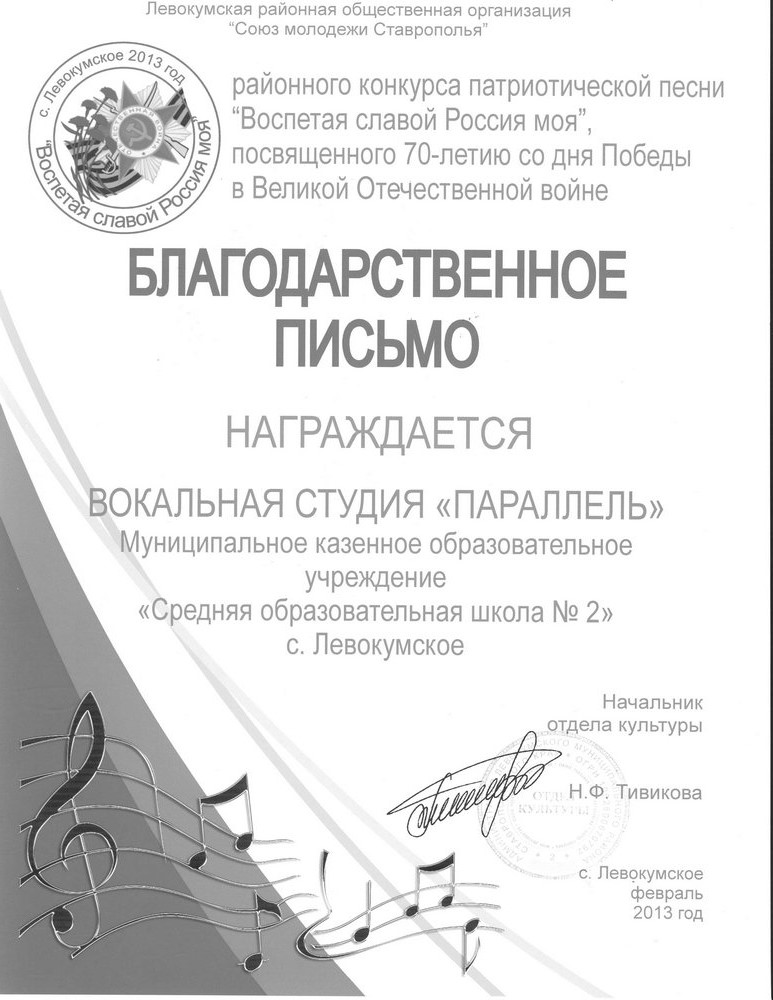 Левокумская районная общественная организация
“Союз молодежи Ставрополья”
с. Левокумское 2013 год
“Воспетая славой Россия моя”
районного конкурса патриотической песни
“Воспетая славой Россия моя”,
посвященного 70-летию со дня Победы
в Великой Отечественной войне
БЛАГОДАРСТВЕННОЕ
ПИСЬМО
НАГРАЖДАЕТСЯ
ВОКАЛЬНАЯ СТУДИЯ «ПАРАЛЛЕЛЬ»
Муниципальное казенное образовательное
учреждение
«Средняя образовательная школа № 2»
с. Левокумское
Начальник
отдела культуры
Н.Ф. Тивикова
ОТДЕЛ
КУЛЬТУРЫ
с. Левокумское
февраль
2013 год